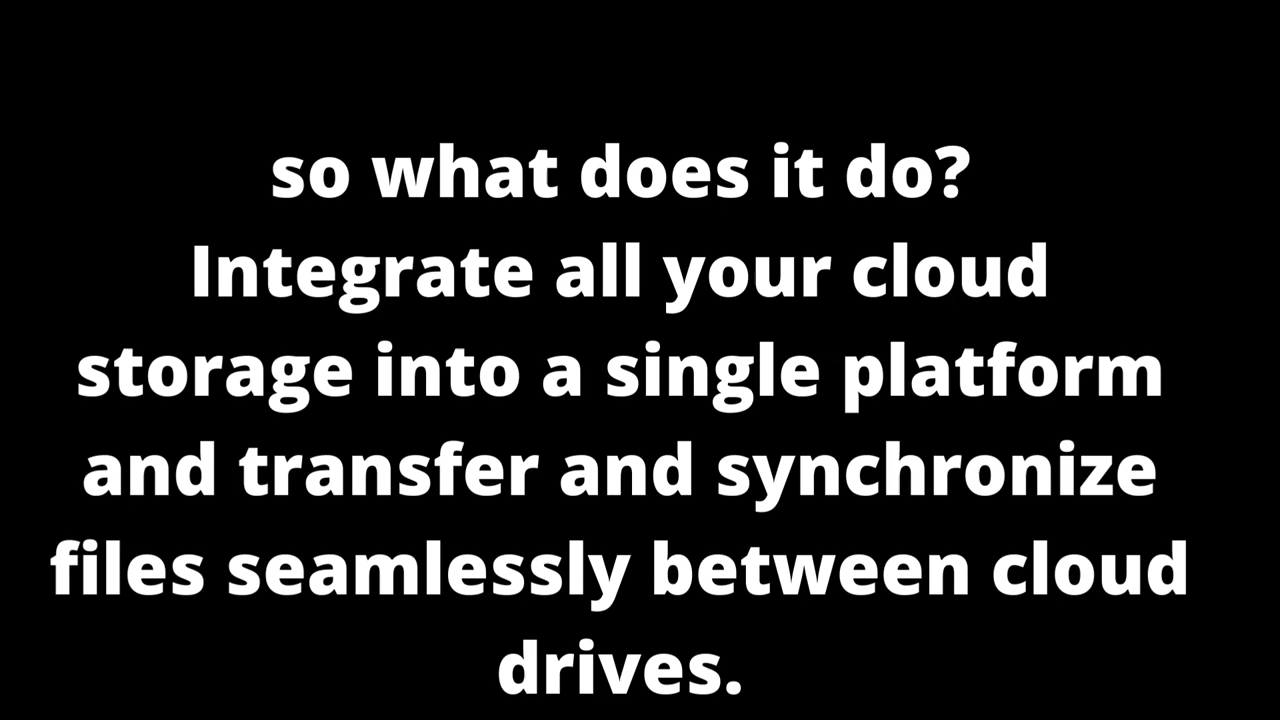 so what does it do?
Integrate all your cloud
storage into a single platform
and transfer and synchronize
files seamlessly between cloud
drives.